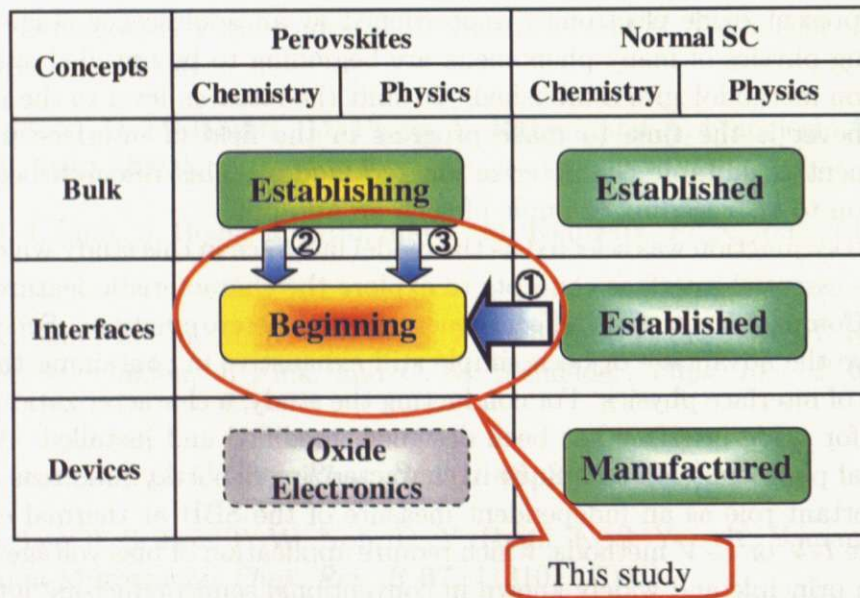 Concepts
Perovskites
Normal SC
Chemistry
Physics
Chemistry
Physics
Bulk
Establishing
Established
②
③
①
Interfaces
Beginning
Established
Devices
Oxide
Electronics
Manufactured
This study